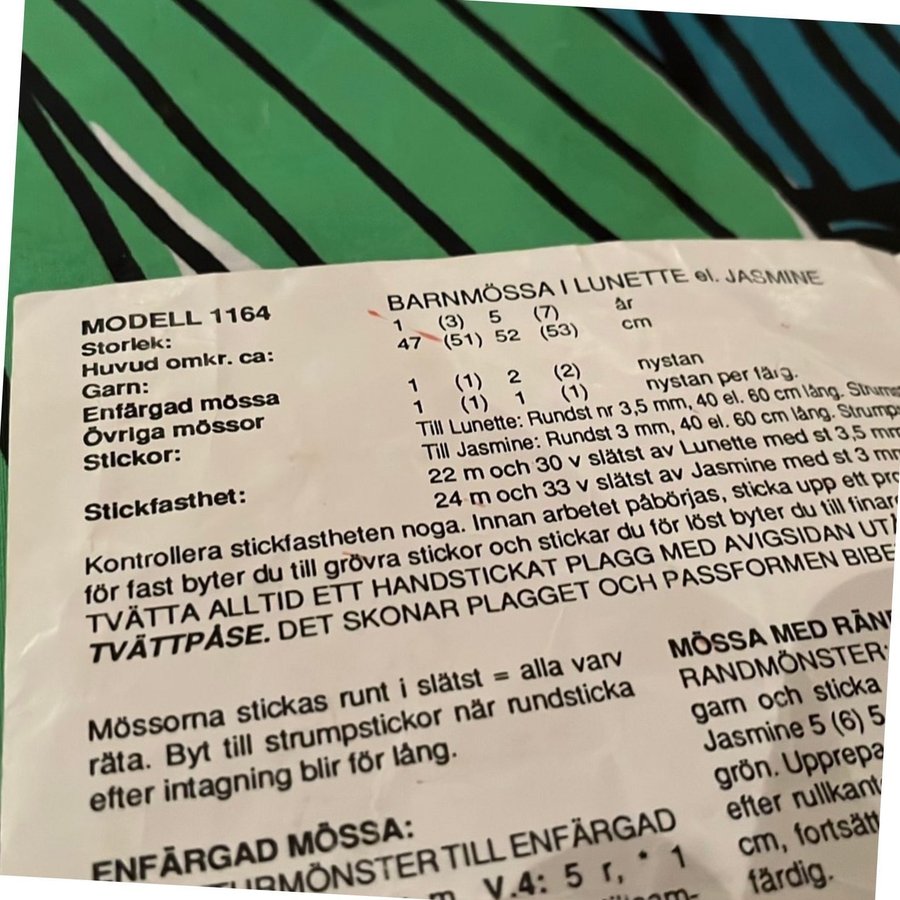 MODELL 1164 BARNMÖSSA I LUNETTE el. JASMINE
Storlek: 1 (3) 5 (7) år
Huvud omkr. ca: 47 (51) 52 (53) cm
Garn:
Enfärgad mössa 1 (1) 2 (2) nystan
Övriga mössor 1 (1) 1 (1) nystan per färg.
Stickor: Till Lunette: Rundst nr 3,5 mm, 40 el. 60 cm lång.
Till Jasmine: Rundst 3 mm, 40 el. 60 cm lång.
Stickfasthet: 22 m och 30 v slätst av Lunette med st 3,5 mm
24 m och 33 v slätst av Jasmine med st 3 mm
Kontrollera stickfastheten noga. Innan arbetet påbörjas, sticka upp ett
för fast byter du till grövra stickor och stickar du för löst byter du till
TVÄTTA ALLTID ETT HANDSTICKAT PLAGG MED AVIGSIDAN
TVÄTTPÅSE. DET SKONAR PLAGGET OCH PASSFORMEN
Mössorna stickas runt i slätst = alla varv
räta. Byt till strumpstickor när rundsticka
efter intagning blir för lång.
ENFÄRGAD MÖSSA:
TILL ENFÄRGAD
V.4: 5 r, * 1
MÖSSA MED
RANDMÖNSTER:
garn och sticka
Jasmine 5 (6) 5
grön.
efter
cm,
färdig.